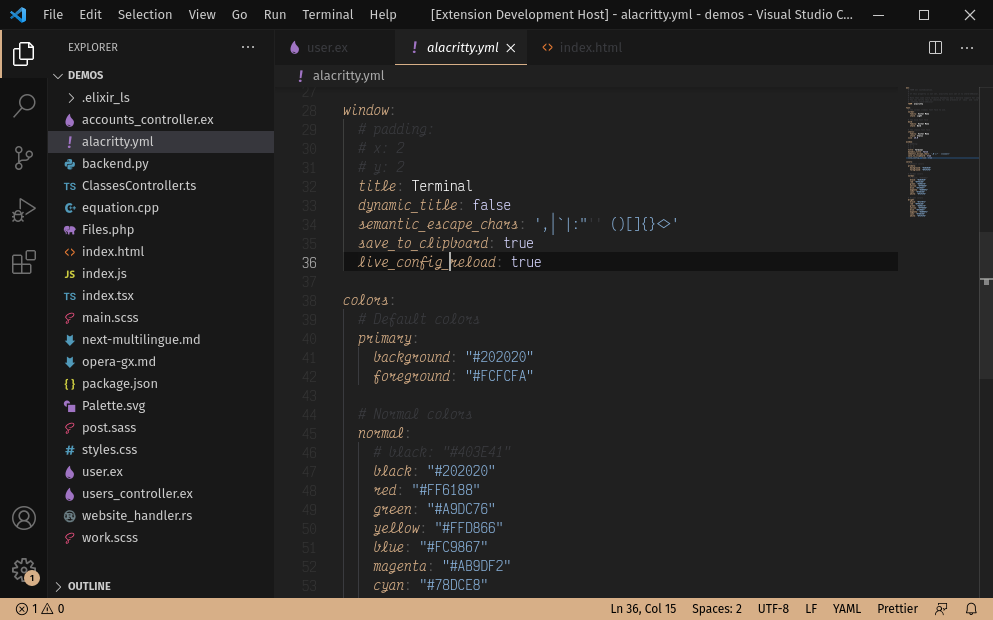 File Edit Selection View Go Run Terminal Help [Extension Development Host] - alacritty.yml - demos - Visual Studio C...
EXPLORER
DEMOS
.elixir_ls
accounts_controller.ex
! alacritty.yml
backend.py
TS ClassesController.ts
equation.cpp
Files.php
<> index.html
JS index.js
TS index.tsx
main.scss
next-multilingue.md
opera-gx.md
{} package.json
Palette.svg
post.sass
# styles.css
user.ex
users_controller.ex
website_handler.rs
work.scss
OUTLINE
1
user.ex ! alacritty.yml <> index.html
! alacritty.yml
27
28 window:
29 # padding:
30 # x: 2
31 # y: 2
32 title: Terminal
33 dynamic_title: false
34 semantic_escape_chars: ',│`|:"'' ()[]{}<>'
35 save_to_clipboard: true
36 live_config_reload: true
37
38 colors:
39 # Default colors
40 primary:
41 background: "#202020"
42 foreground: "#FCFCFA"
43
44 # Normal colors
45 normal:
46 # black: "#403E41"
47 black: "#202020"
48 red: "#FF6188"
49 green: "#A9DC76"
50 yellow: "#FFD866"
51 blue: "#FC9867"
52 magenta: "#AB9DF2"
53 cyan: "#78DCE8"
1 0 Ln 36, Col 15 Spaces: 2 UTF-8 LF YAML Prettier